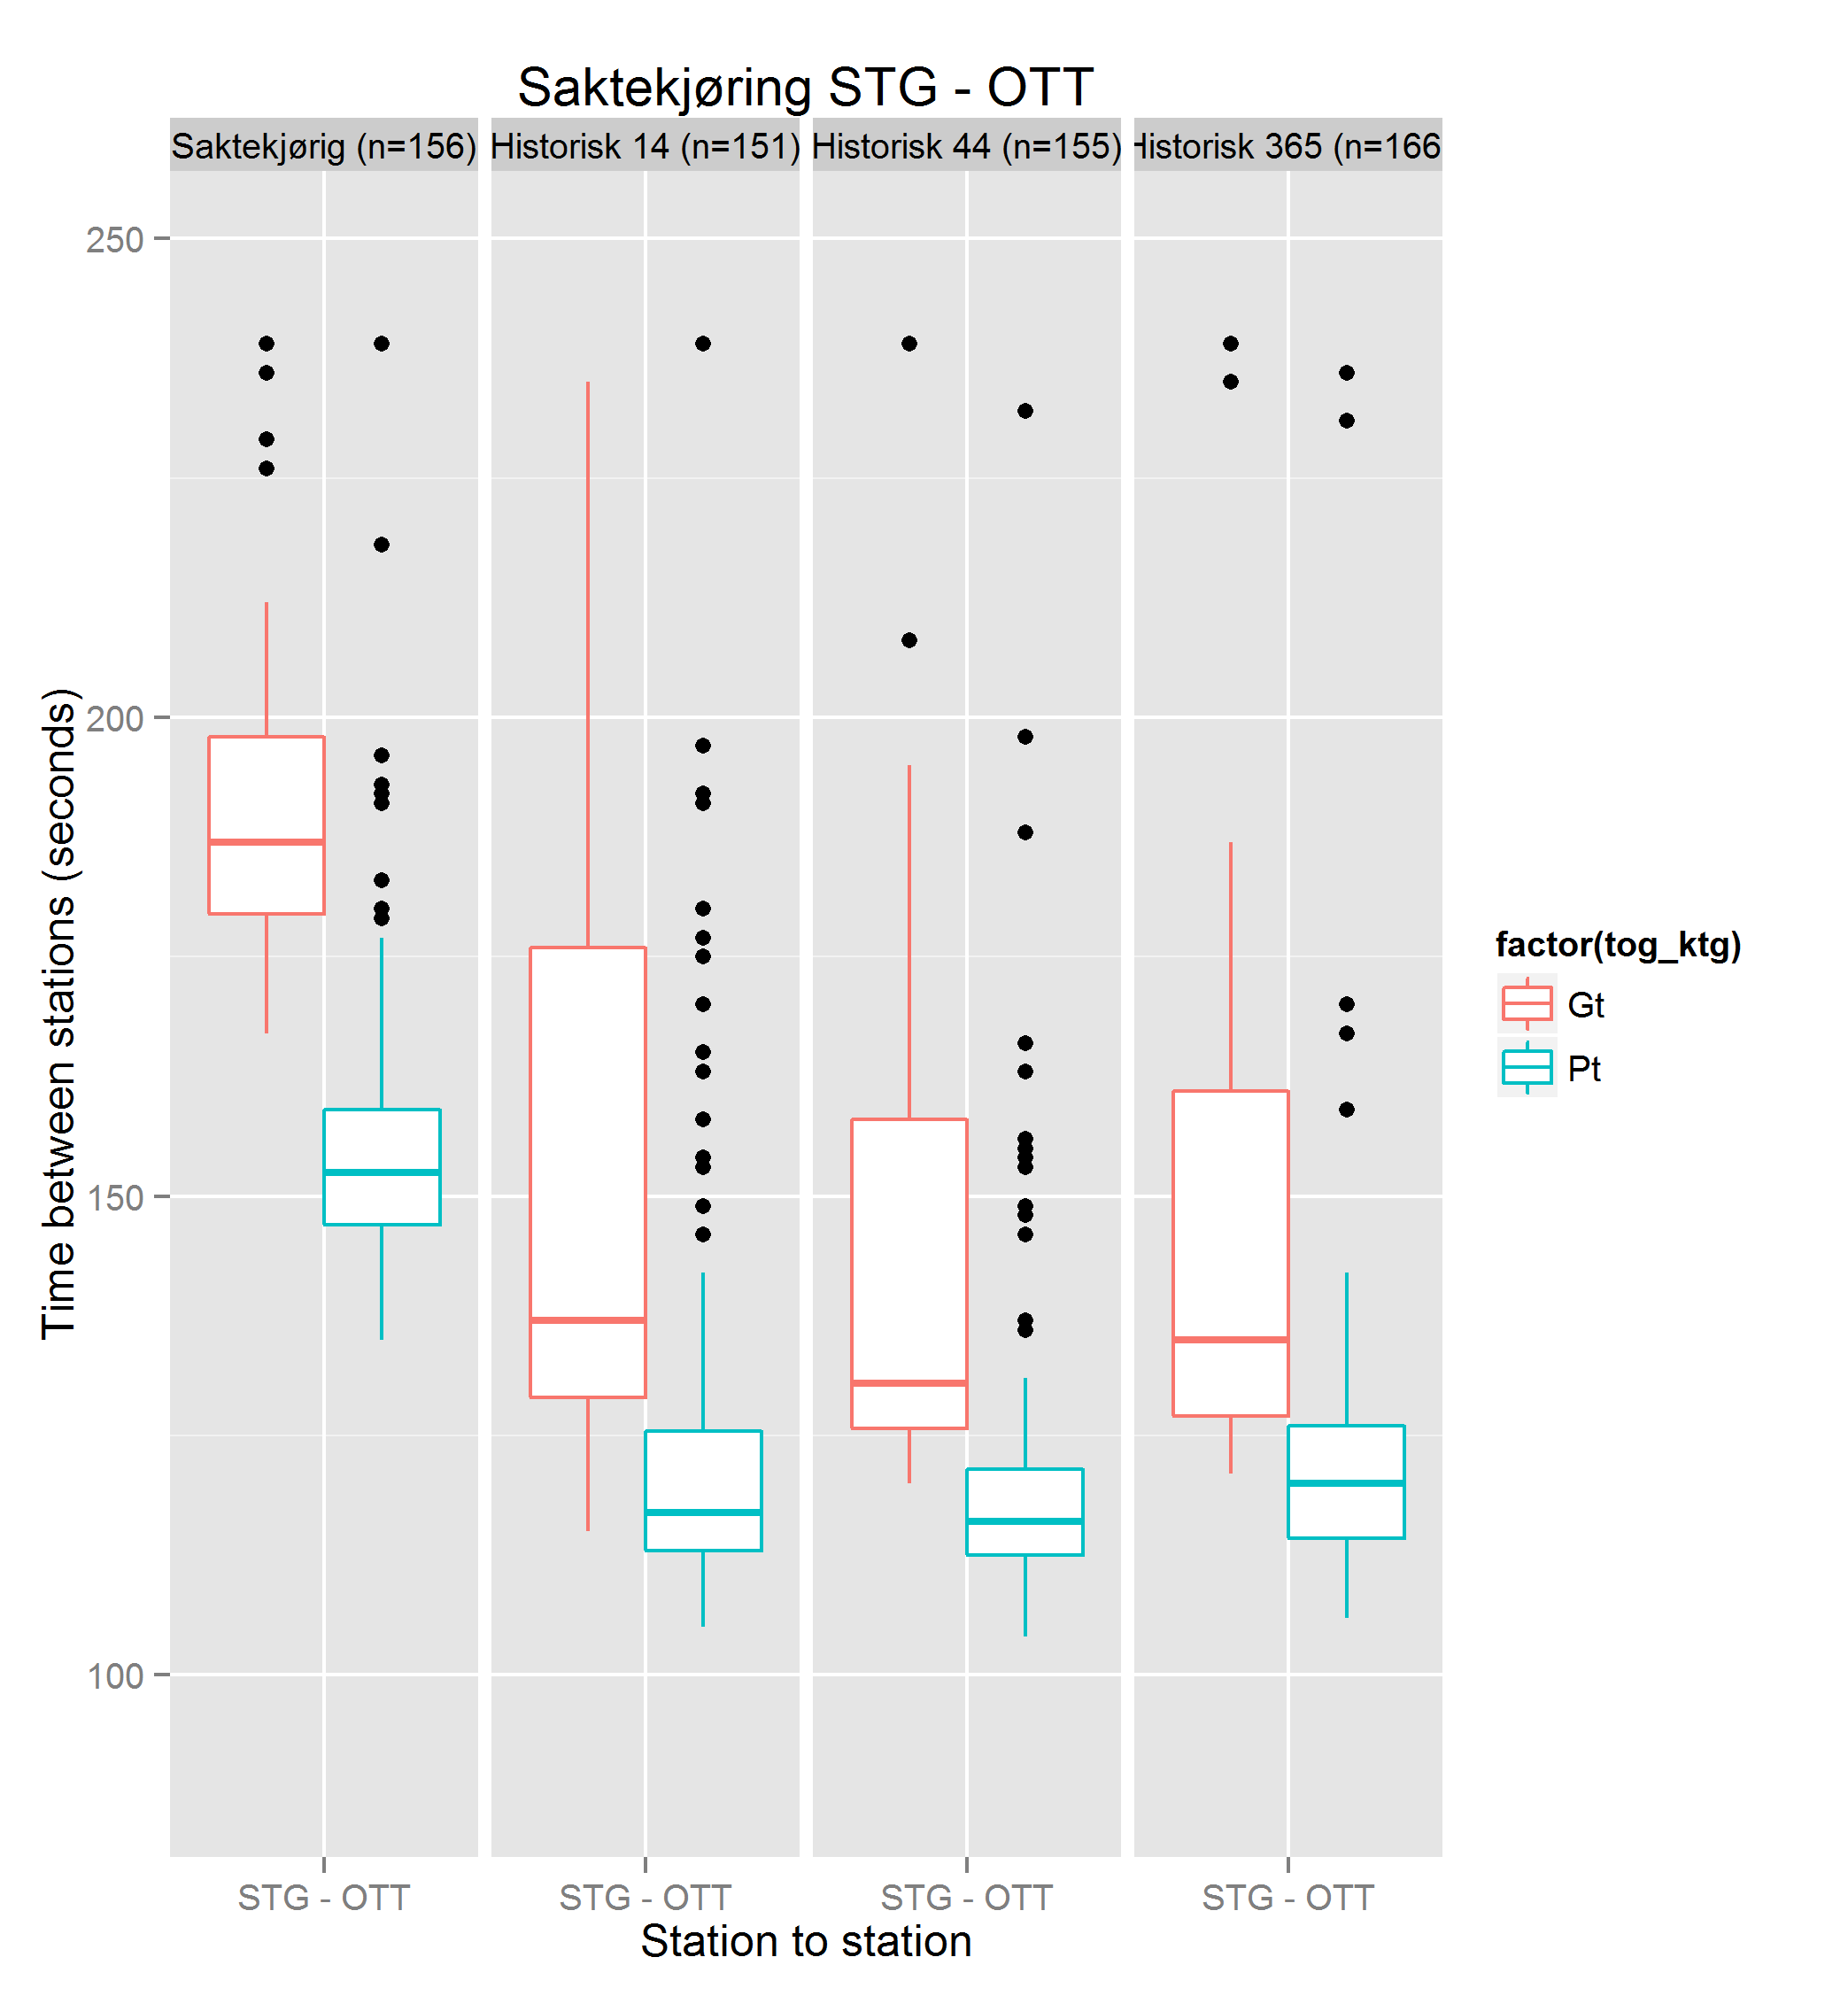 Saktekjøring STG - OTT
Saktekjørig (n=156) Historisk 14 (n=151) Historisk 44 (n=155) Historisk 365 (n=166
250
200
150
100
Time between stations (seconds)
STG - OTT STG - OTT STG - OTT STG - OTT
Station to station
factor(tog_ktg)
Gt
Pt